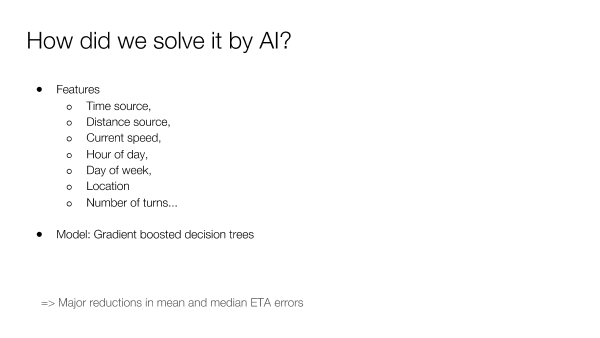 How did we solve it by AI?
● Features
○ Time source,
○ Distance source,
○ Current speed,
○ Hour of day,
○ Day of week,
○ Location
○ Number of turns...
● Model: Gradient boosted decision trees
=> Major reductions in mean and median ETA errors